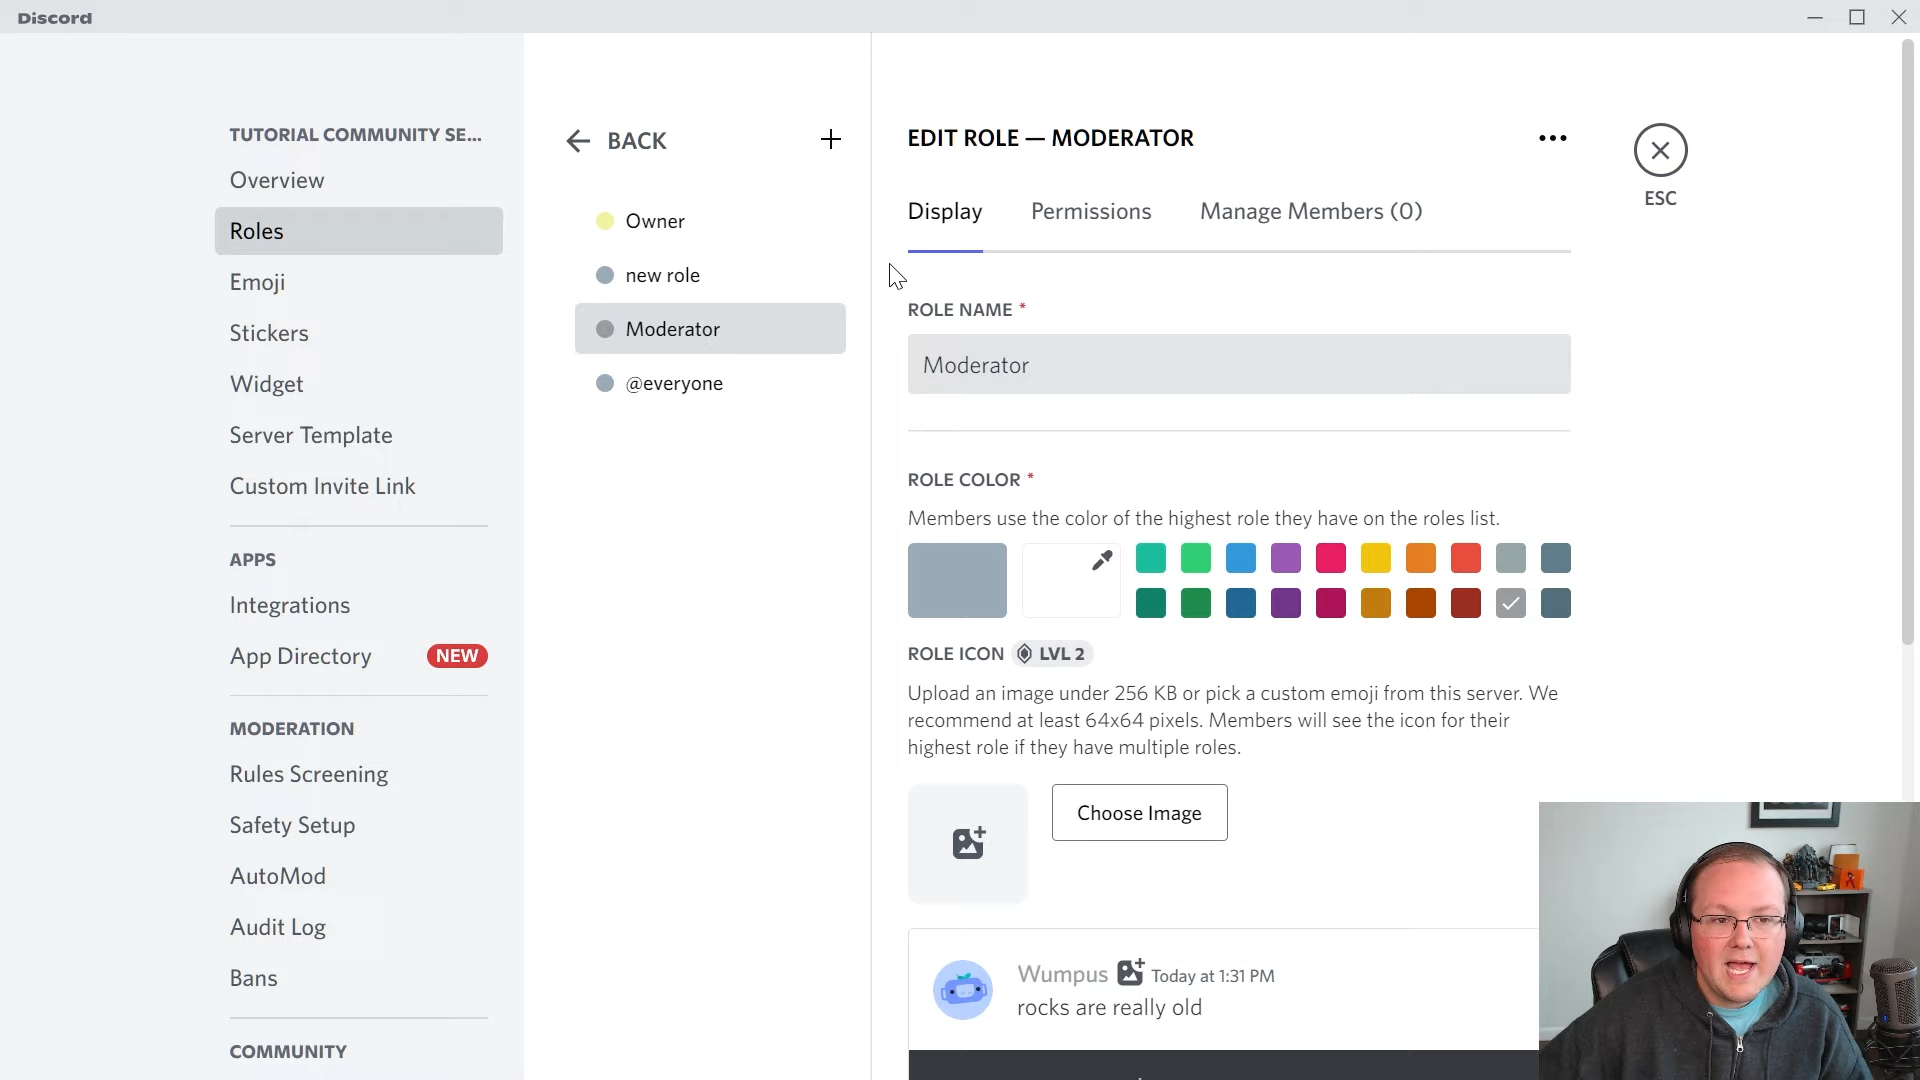 Discord
TUTORIAL COMMUNITY SE...
Overview
Roles
Emoji
Stickers
Widget
Server Template
Custom Invite Link
APPS
Integrations
App Directory NEW
MODERATION
Rules Screening
Safety Setup
AutoMod
Audit Log
Bans
COMMUNITY
BACK
Owner
new role
Moderator
@everyone
EDIT ROLE — MODERATOR
ESC
Display Permissions Manage Members (0)
ROLE NAME *
Moderator
ROLE COLOR *
Members use the color of the highest role they have on the roles list.
ROLE ICON LVL 2
Upload an image under 256 KB or pick a custom emoji from this server. We
recommend at least 64x64 pixels. Members will see the icon for their
highest role if they have multiple roles.
Choose Image
Wumpus Today at 1:31 PM
rocks are really old